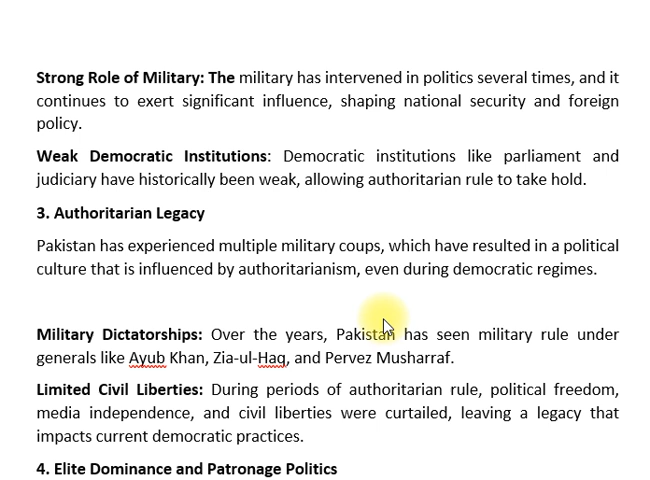 Strong Role of Military: The military has intervened in politics several times, and it
continues to exert significant influence, shaping national security and foreign
policy.
Weak Democratic Institutions: Democratic institutions like parliament and
judiciary have historically been weak, allowing authoritarian rule to take hold.
3. Authoritarian Legacy
Pakistan has experienced multiple military coups, which have resulted in a political
culture that is influenced by authoritarianism, even during democratic regimes.
Military Dictatorships: Over the years, Pakistan has seen military rule under
generals like Ayub Khan, Zia-ul-Haq, and Pervez Musharraf.
Limited Civil Liberties: During periods of authoritarian rule, political freedom,
media independence, and civil liberties were curtailed, leaving a legacy that
impacts current democratic practices.
4. Elite Dominance and Patronage Politics